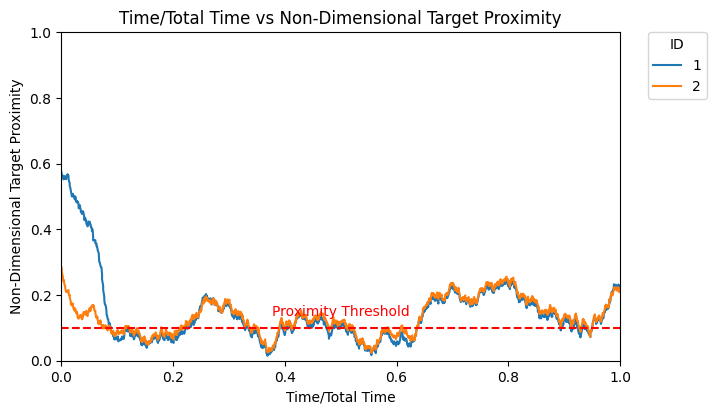 Time/Total Time vs Non-Dimensional Target Proximity
ID
1
2
Non-Dimensional Target Proximity
1.0
0.8
0.6
0.4
0.2
0.0
Proximity Threshold
0.0 0.2 0.4 0.6 0.8 1.0
Time/Total Time